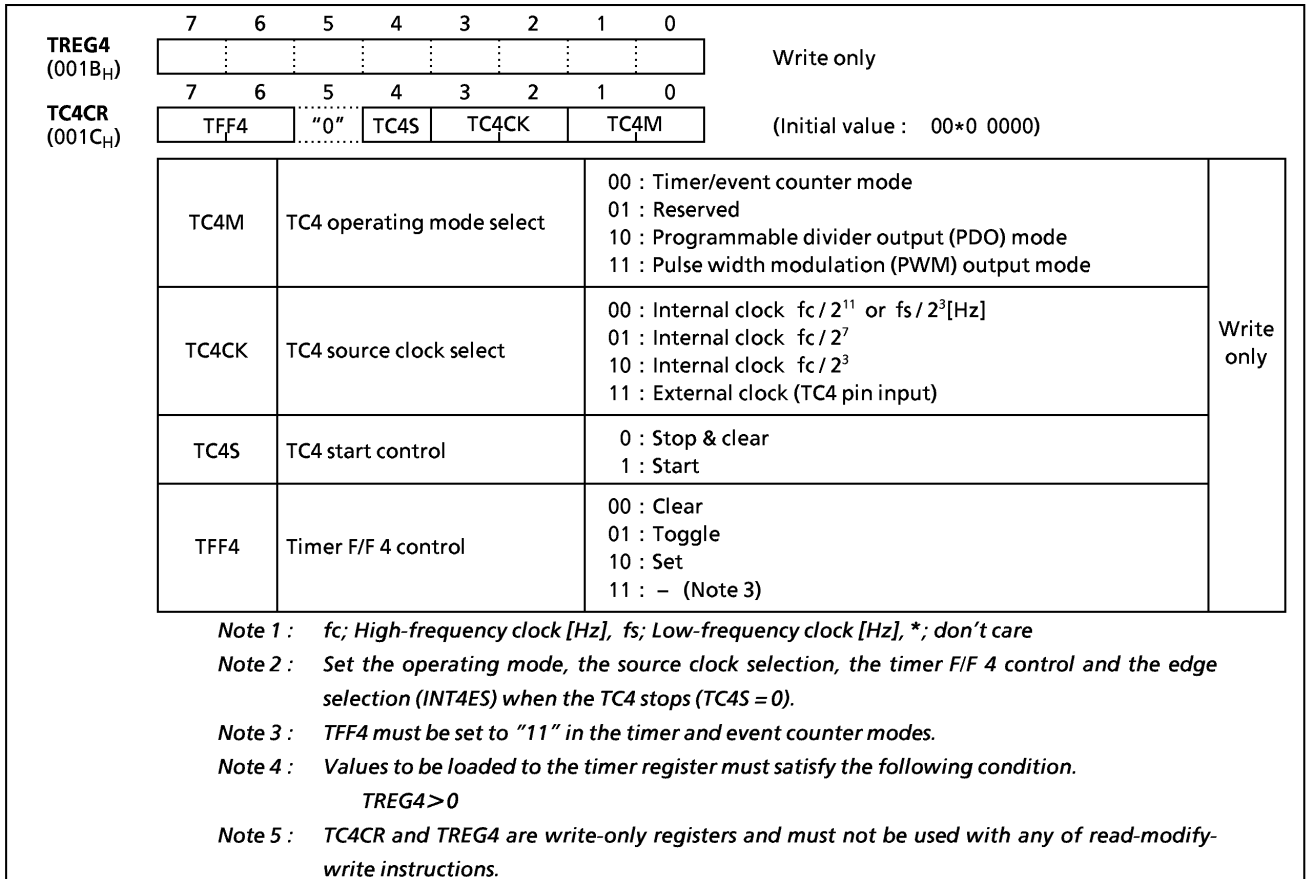 7 6 5 4 3 2 1 0
TREG4
(001BH)
Write only
7 6 5 4 3 2 1 0
TC4CR
(001CH)
TFF4 "0" TC4S TC4CK TC4M
(Initial value : 00*0 0000)
TC4M TC4 operating mode select
00 : Timer/event counter mode
01 : Reserved
10 : Programmable divider output (PDO) mode
11 : Pulse width modulation (PWM) output mode
TC4CK TC4 source clock select
00 : Internal clock fc / 2¹¹ or fs / 2³[Hz]
01 : Internal clock fc / 2⁷
10 : Internal clock fc / 2³
11 : External clock (TC4 pin input)
Write
only
TC4S TC4 start control
0 : Stop & clear
1 : Start
TFF4 Timer F/F 4 control
00 : Clear
01 : Toggle
10 : Set
11 : – (Note 3)
Note 1 : fc; High-frequency clock [Hz], fs; Low-frequency clock [Hz], *; don't care
Note 2 : Set the operating mode, the source clock selection, the timer F/F 4 control and the edge
selection (INT4ES) when the TC4 stops (TC4S = 0).
Note 3 : TFF4 must be set to "11" in the timer and event counter modes.
Note 4 : Values to be loaded to the timer register must satisfy the following condition.
TREG4>0
Note 5 : TC4CR and TREG4 are write-only registers and must not be used with any of read-modify-
write instructions.